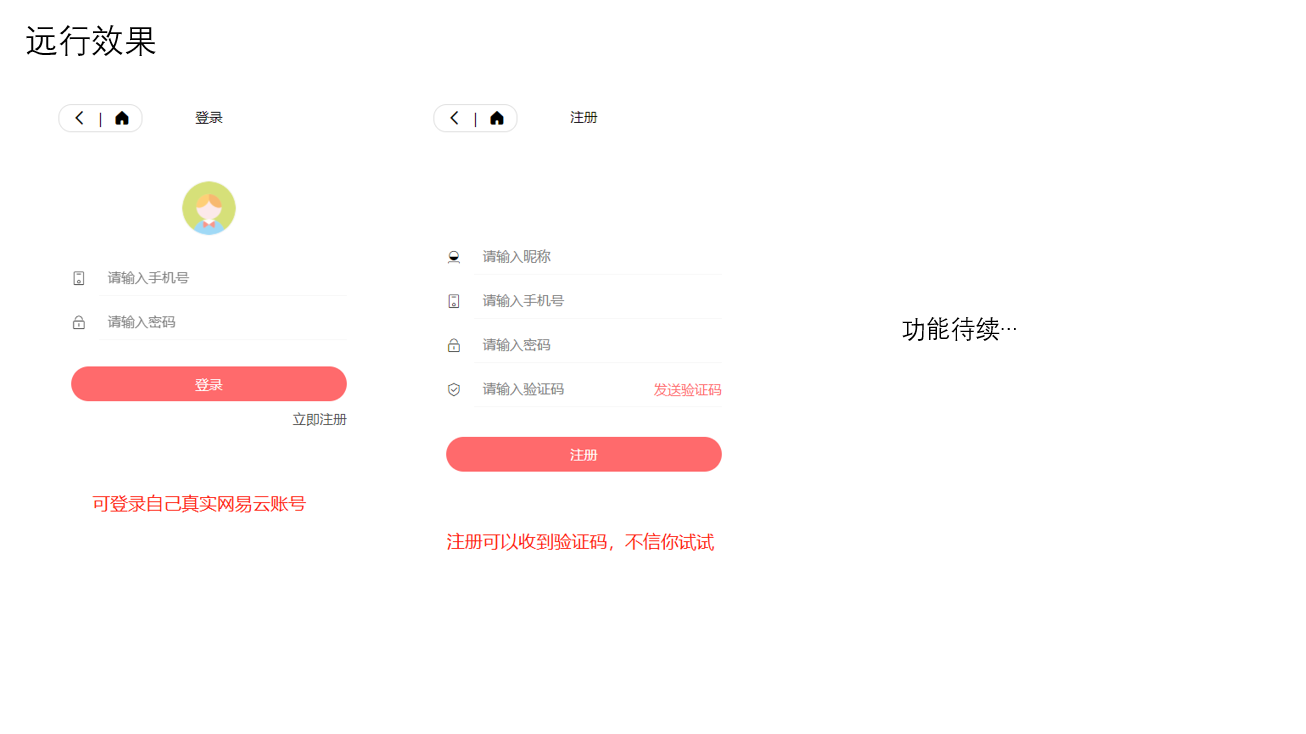 远行效果
登录
请输入手机号
请输入密码
登录
立即注册
可登录自己真实网易云账号
注册
请输入昵称
请输入手机号
请输入密码
请输入验证码 发送验证码
注册
注册可以收到验证码，不信你试试
功能待续…